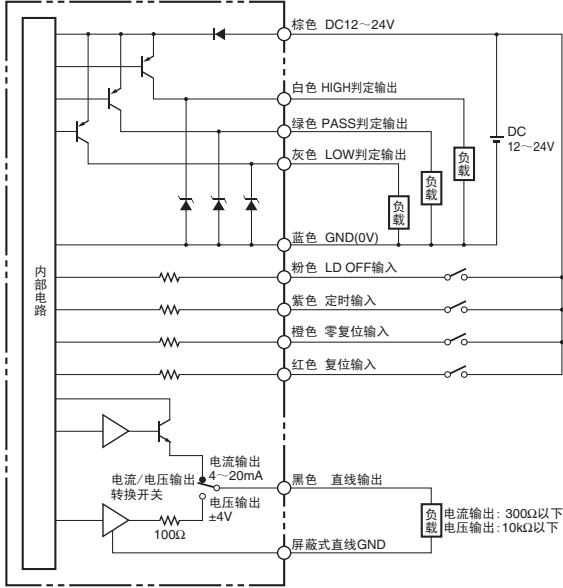 棕色 DC12～24V
白色 HIGH判定输出
绿色 PASS判定输出
DC
12～24V
灰色 LOW判定输出
负载
负载
负载
蓝色 GND(0V)
内部电路
粉色 LD OFF输入
紫色 定时输入
橙色 零复位输入
红色 复位输入
电流输出
4～20mA
电流/电压输出
转换开关
黑色 直线输出
电压输出
±4V
100Ω
负载
电流输出: 300Ω以下
电压输出: 10kΩ以下
屏蔽式直线GND